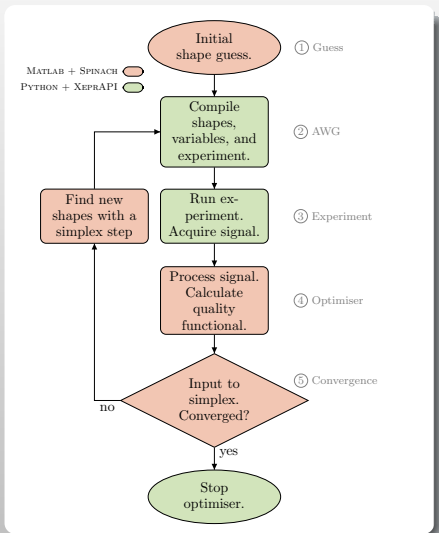 Initial
shape guess.
① Guess
MATLAB + SPINACH
PYTHON + XEPRAPI
Compile
shapes,
variables, and
experiment.
② AWG
Find new
shapes with a
simplex step
Run ex-
periment.
Acquire signal.
③ Experiment
Process signal.
Calculate
quality
functional.
④ Optimiser
Input to
simplex.
Converged?
⑤ Convergence
no
yes
Stop
optimiser.